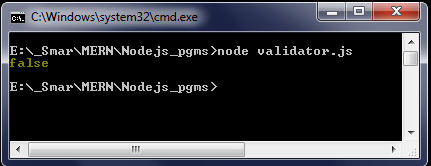 C:\Windows\system32\cmd.exe
E:\_Smar\MERN\Nodejs_pgms>node validator.js
false
E:\_Smar\MERN\Nodejs_pgms>